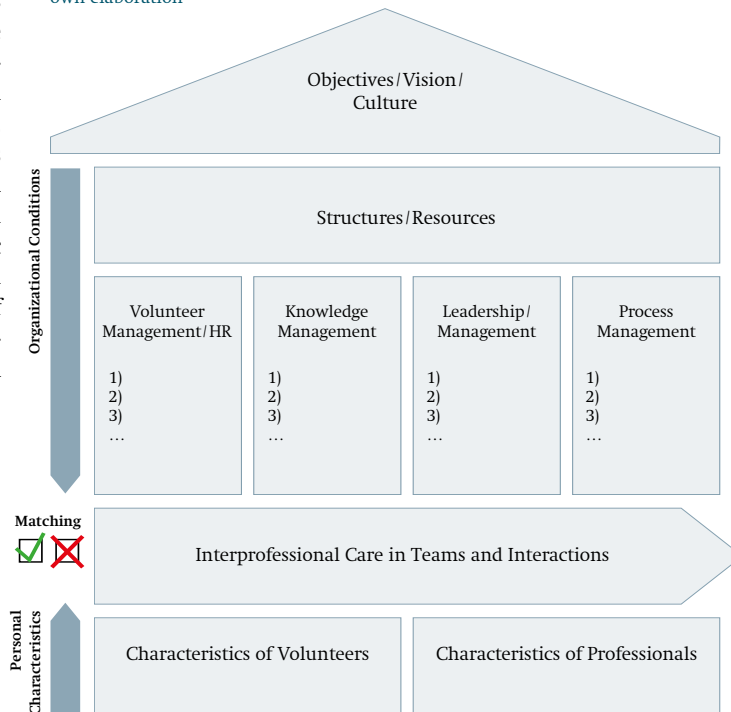 own elaboration
Objectives/Vision/
Culture
Organizational Conditions
Structures/Resources
Volunteer
Management/HR
1)
2)
3)
…
Knowledge
Management
1)
2)
3)
…
Leadership/
Management
1)
2)
3)
…
Process
Management
1)
2)
3)
…
Matching
Interprofessional Care in Teams and Interactions
Personal
Characteristics
Characteristics of Volunteers
Characteristics of Professionals